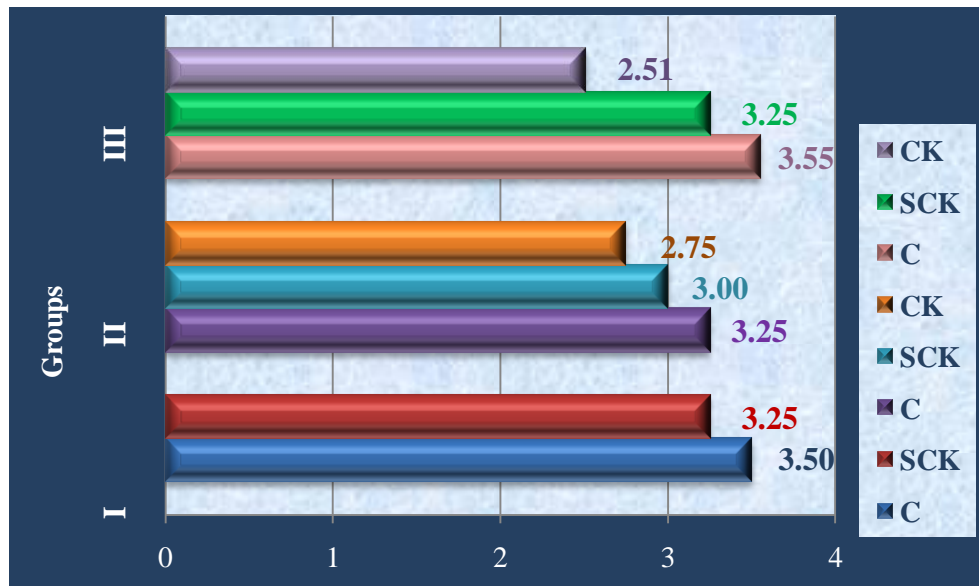 2.51
3.25
3.55
III
2.75
3.00
3.25
II
3.25
3.50
I
Groups
0 1 2 3 4
CK
SCK
C
CK
SCK
C
SCK
C